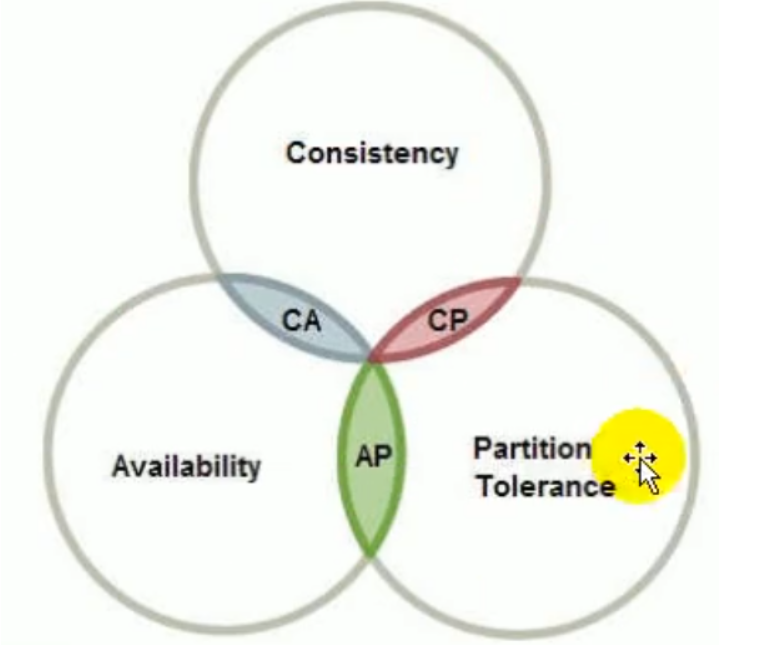 Consistency
CA
CP
Availability
AP
Partition
Tolerance